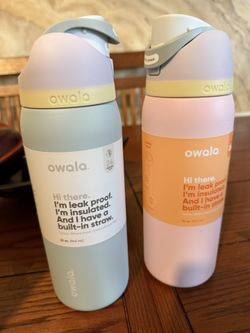 owala
owala.
Hi there.
I'm leak proof.
I'm insulated.
And I have a
built-in straw.
owala
owala.
Hi there.
I'm leak proof.
I'm insulated.
And I have a
built-in straw.